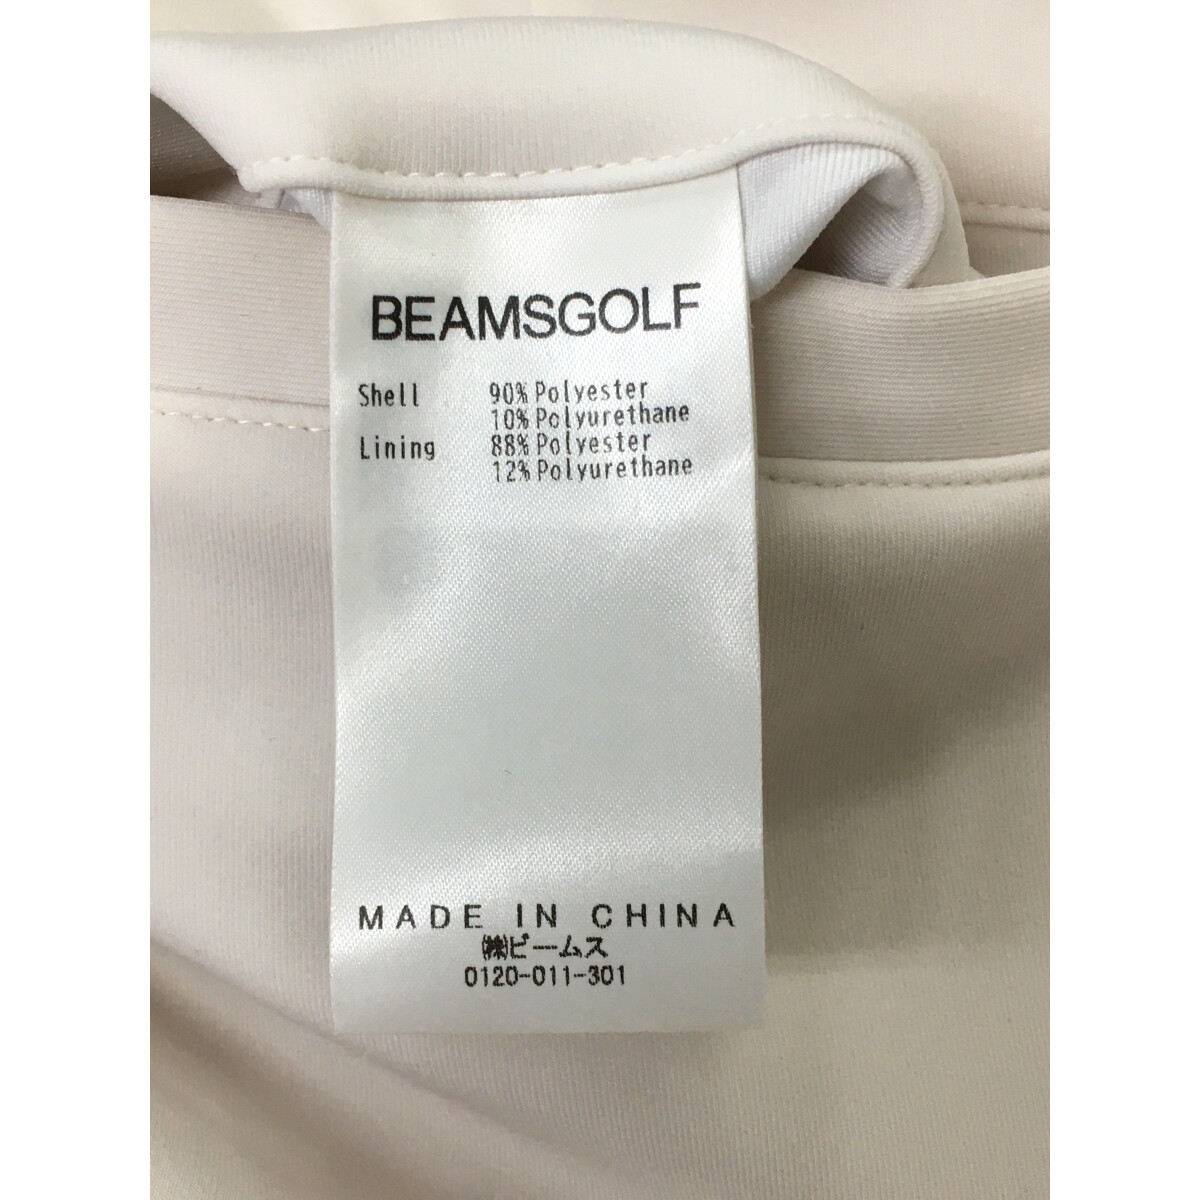 BEAMSGOLF
Shell 90% Polyester
10% Polyurethane
Lining 88% Polyester
12% Polyurethane
MADE IN CHINA
㈱ビームス
0120-011-301